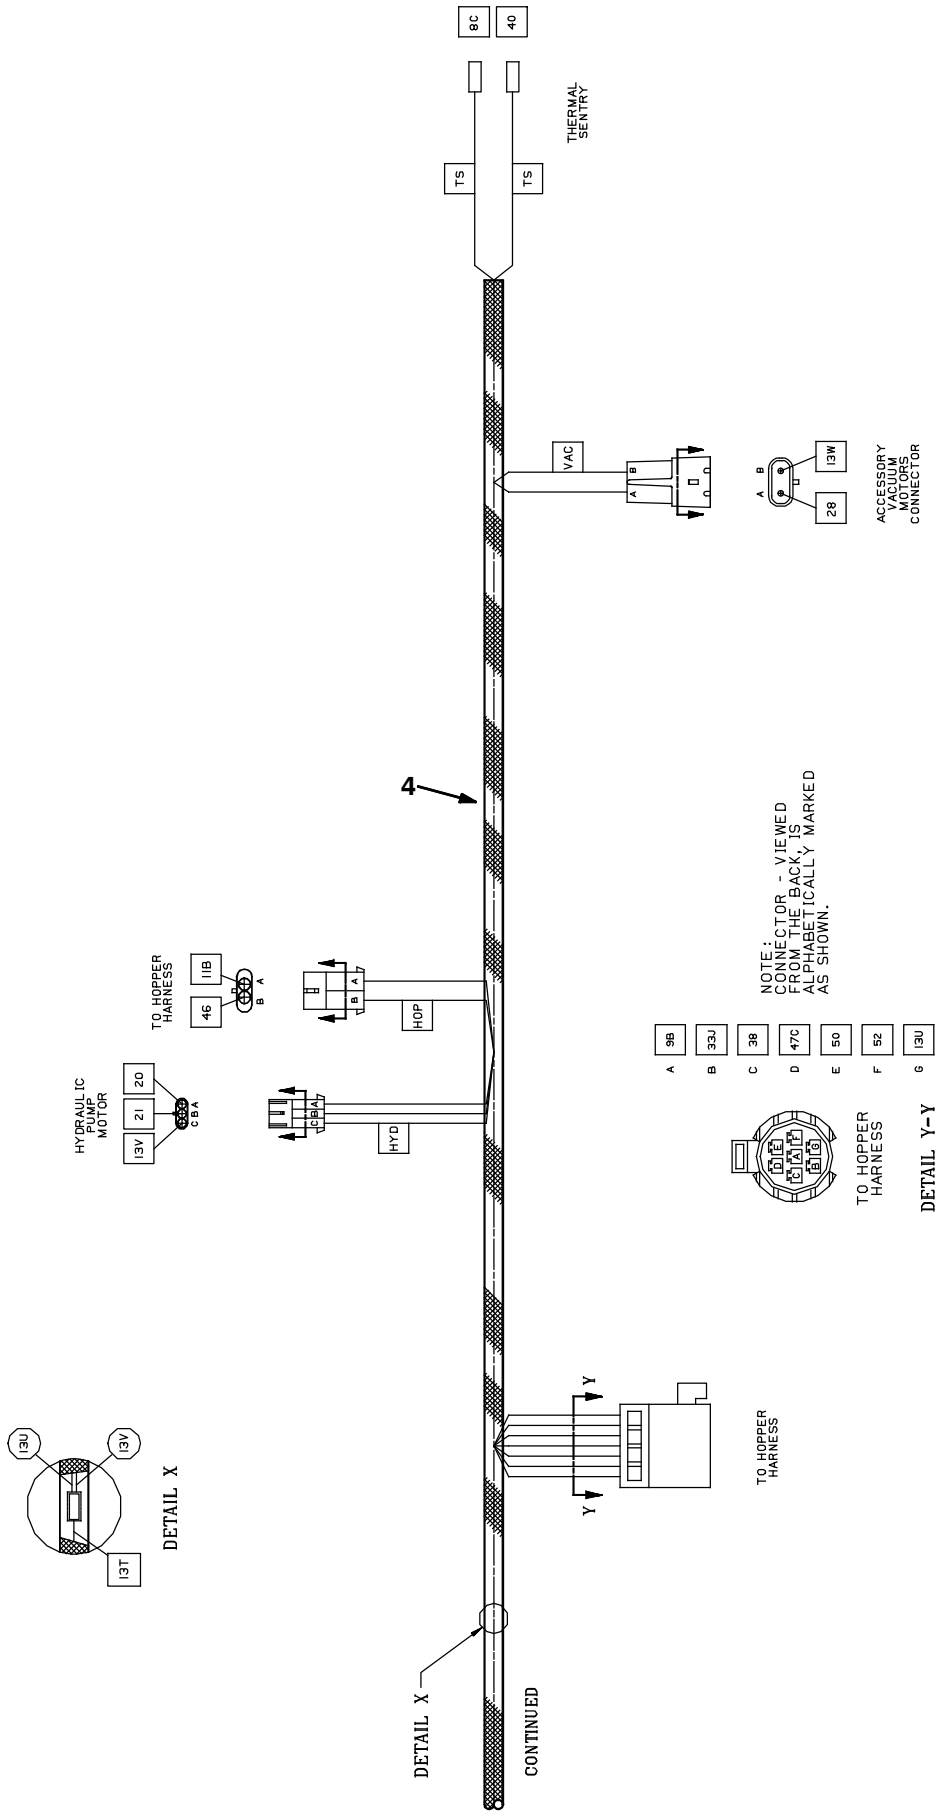 8C
40
THERMAL
SENTRY
TS
TS
VAC
A
B
A
B
28
13W
ACCESSORY
VACUUM
MOTORS
CONNECTOR
4
TO HOPPER
HARNESS
46
11B
B A
B A
HOP
HYDRAULIC
PUMP
MOTOR
13V
21
20
C B A
C B A
HYD
NOTE:
CONNECTOR - VIEWED
FROM THE BACK, IS
ALPHABETICALLY MARKED
AS SHOWN.
A 9B
B 33J
C 38
D 47C
E 50
F 52
G 13U
D E
C A F
B G
TO HOPPER
HARNESS
DETAIL Y-Y
Y
Y
TO HOPPER
HARNESS
13U
13V
13T
DETAIL X
DETAIL X
CONTINUED